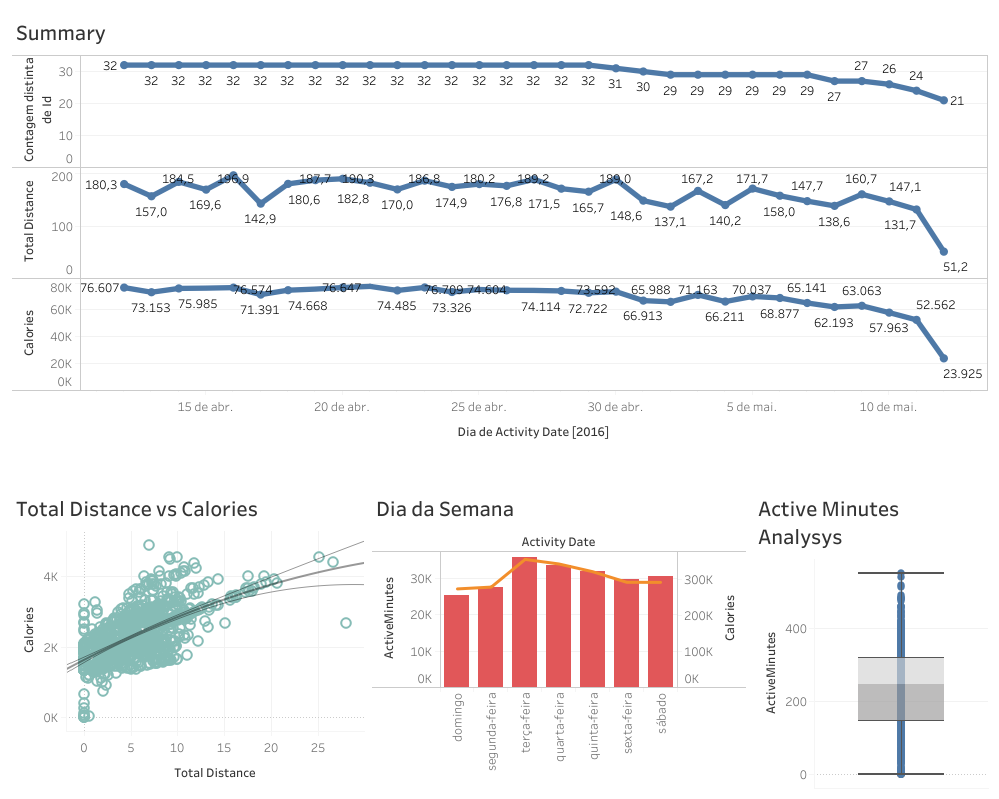 Summary
Contagem distinta
de Id
30
20
10
0
32
32 32 32 32 32 32 32 32 32 32 32 32 32 32 32 32 32 31 30 29 29 29 29 29 29 27 27 26 24 21
Total Distance
200
100
0
180,3 157,0 184,5 169,6 196,9 142,9 180,6 187,7 182,8 190,3 170,0 186,8 174,9 180,2 176,8 189,2 171,5 165,7 189,0 148,6 137,1 167,2 140,2 171,7 158,0 147,7 138,6 160,7 147,1 131,7 51,2
Calories
80K
60K
40K
20K
0K
76.607 73.153 75.985 76.574 71.391 74.668 76.647 74.485 76.709 73.326 74.604 74.114 72.722 73.592 66.913 65.988 71.163 66.211 70.037 68.877 65.141 62.193 63.063 57.963 52.562 23.925
15 de abr. 20 de abr. 25 de abr. 30 de abr. 5 de mai. 10 de mai.
Dia de Activity Date [2016]
Total Distance vs Calories
Calories
4K
2K
0K
0 5 10 15 20 25
Total Distance
Dia da Semana
Activity Date
ActiveMinutes
30K
20K
10K
0K
300K
200K
100K
0K
Calories
domingo
segunda-feira
terça-feira
quarta-feira
quinta-feira
sexta-feira
sábado
Active Minutes
Analysys
ActiveMinutes
400
200
0